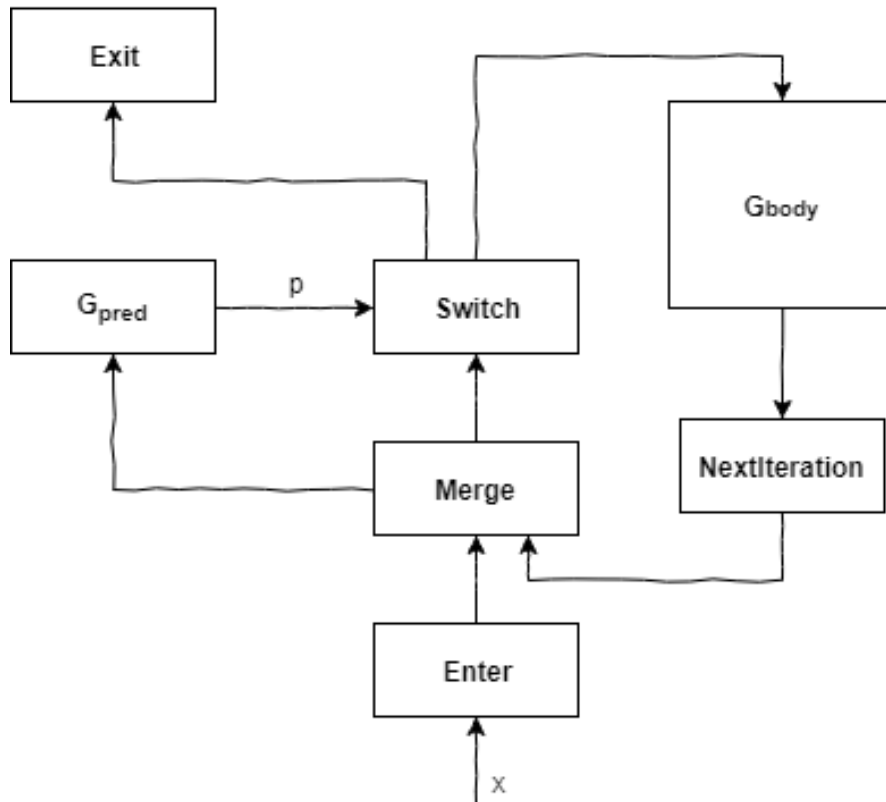 Exit
Gbody
p
Gpred
Switch
Merge
NextIteration
Enter
x